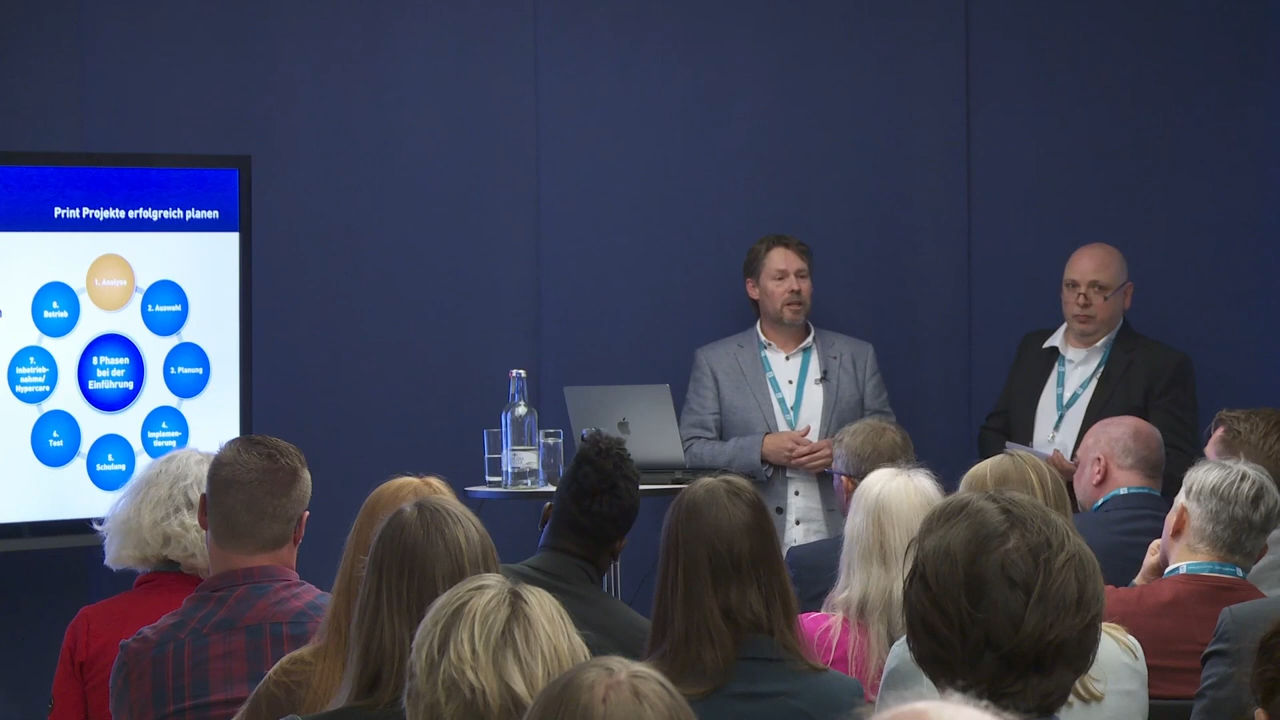 Print Projekte erfolgreich planen
1. Analyse
8.
Betrieb
2. Auswahl
8 Phasen
bei der
Einführung
7.
Inbetrieb-
nahme/
Hypercare
3. Planung
6.
Test
4.
Implemen-
tierung
5.
Schulung